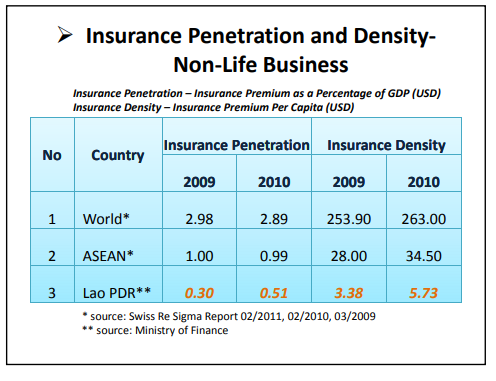 ➢ Insurance Penetration and Density-
Non-Life Business
Insurance Penetration – Insurance Premium as a Percentage of GDP (USD)
Insurance Density – Insurance Premium Per Capita (USD)
No Country Insurance Penetration Insurance Density
2009 2010 2009 2010
1 World* 2.98 2.89 253.90 263.00
2 ASEAN* 1.00 0.99 28.00 34.50
3 Lao PDR** 0.30 0.51 3.38 5.73
* source: Swiss Re Sigma Report 02/2011, 02/2010, 03/2009
** source: Ministry of Finance